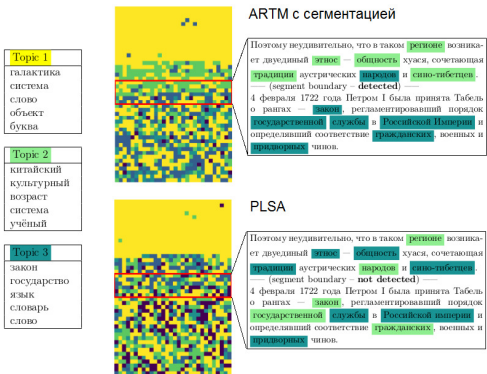 ARTM с сегментацией
Topic 1
галактика
система
слово
объект
буква
Topic 2
китайский
культурный
возраст
система
учёный
Topic 3
закон
государство
язык
словарь
слово
Поэтому неудивительно, что в таком регионе возника-
ет двуединый этнос — общность хуася, сочетающая
традиции аустрических народов и сино-тибетцев.
—— (segment boundary – detected) ——
4 февраля 1722 года Петром I была принята Табель
о рангах — закон, регламентировавший порядок
государственной службы в Российской Империи и
определявший соответствие гражданских, военных и
придворных чинов.
PLSA
Поэтому неудивительно, что в таком регионе возника-
ет двуединый этнос — общность хуася, сочетающая
традиции аустрических народов и сино-тибетцев.
—— (segment boundary – not detected) ——
4 февраля 1722 года Петром I была принята Табель
о рангах — закон, регламентировавший порядок
государственной службы в Российской империи и
определявший соответствие гражданских, военных и
придворных чинов.